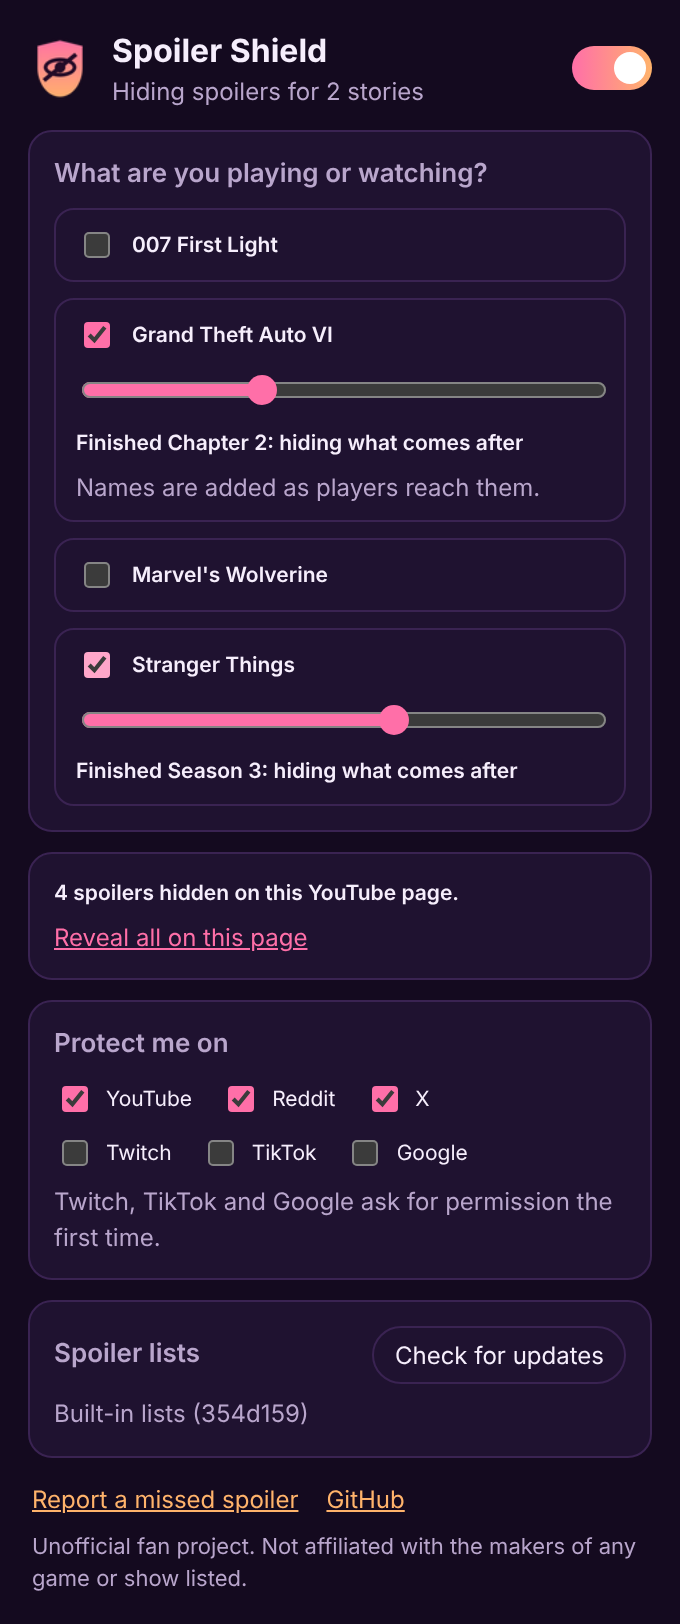 Spoiler Shield
Hiding spoilers for 2 stories
What are you playing or watching?
007 First Light
Grand Theft Auto VI
Finished Chapter 2: hiding what comes after
Names are added as players reach them.
Marvel's Wolverine
Stranger Things
Finished Season 3: hiding what comes after
4 spoilers hidden on this YouTube page.
Reveal all on this page
Protect me on
YouTube Reddit X
Twitch TikTok Google
Twitch, TikTok and Google ask for permission the
first time.
Spoiler lists Check for updates
Built-in lists (354d159)
Report a missed spoiler GitHub
Unofficial fan project. Not affiliated with the makers of any
game or show listed.